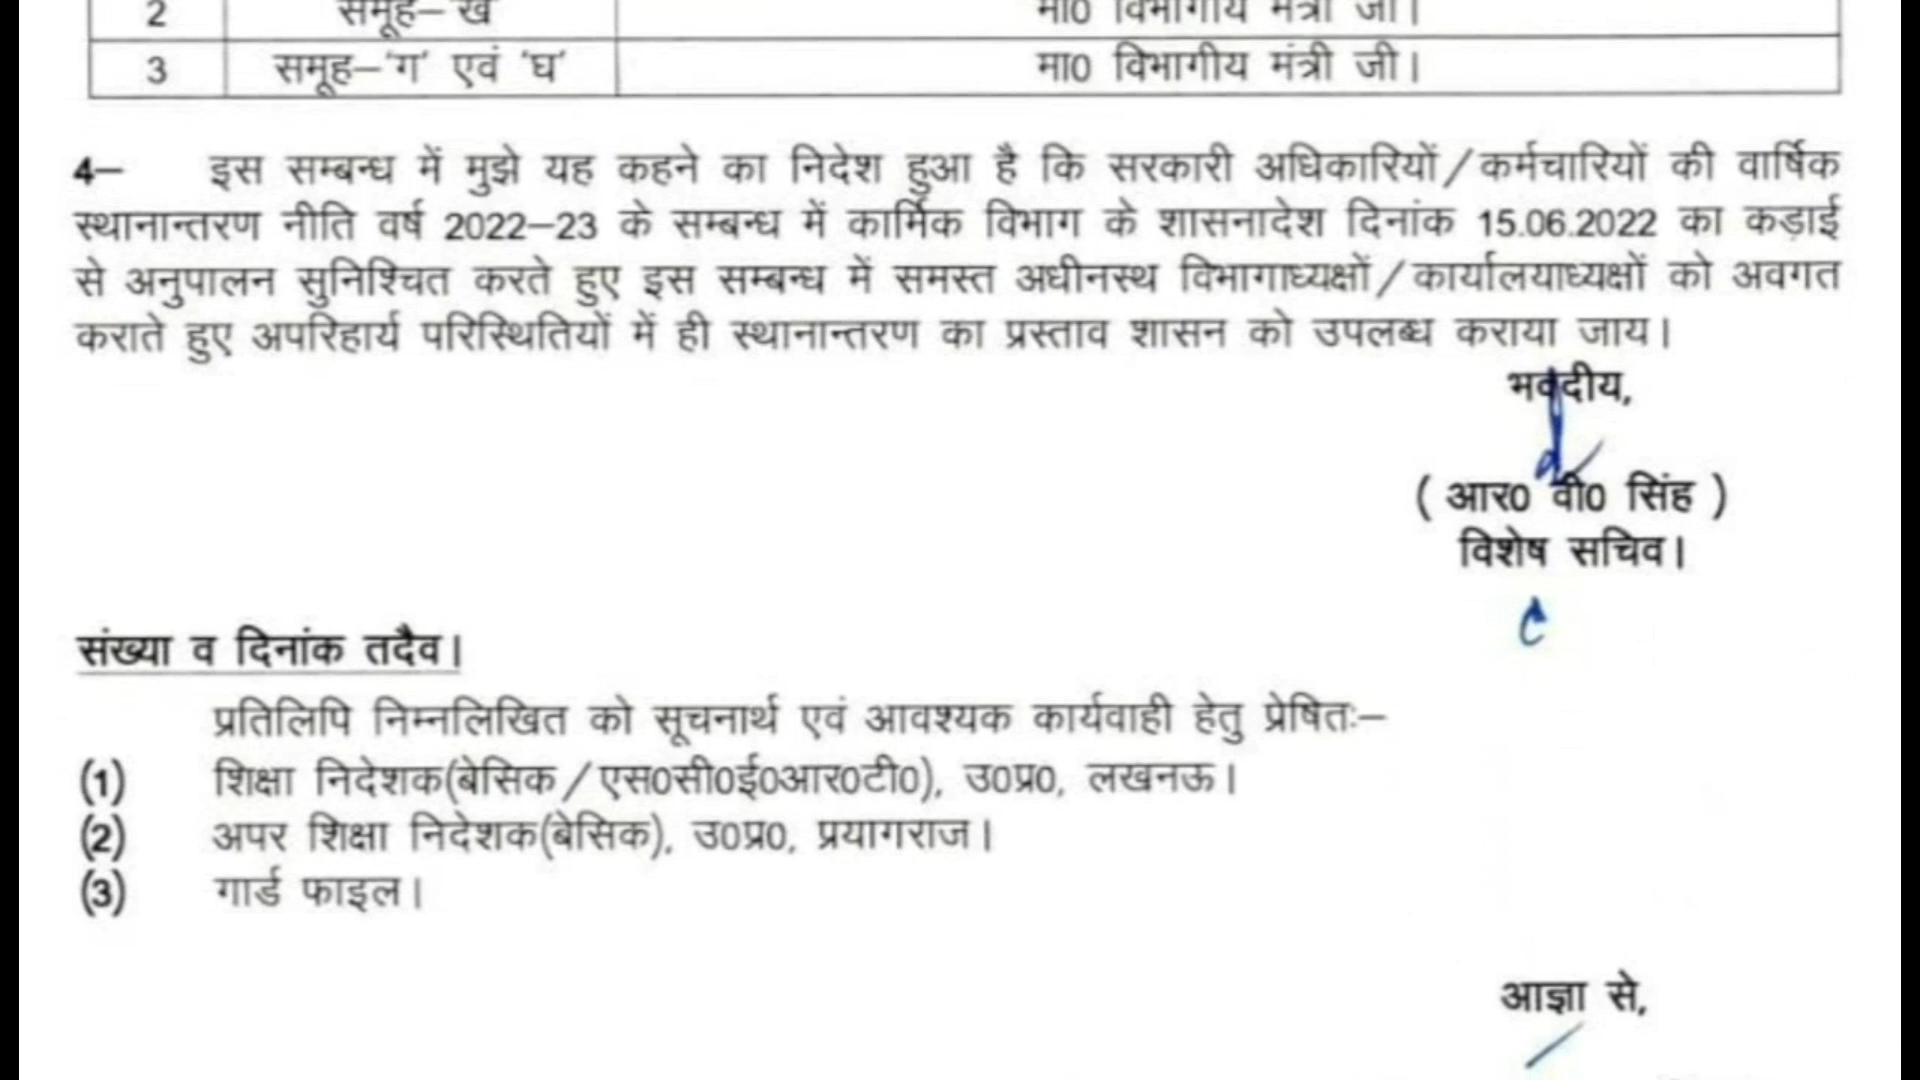 2 समूह–'ख' मा0 विभागीय मंत्री जी।
3 समूह–'ग' एवं 'घ' मा0 विभागीय मंत्री जी।
4– इस सम्बन्ध में मुझे यह कहने का निदेश हुआ है कि सरकारी अधिकारियों/कर्मचारियों की वार्षिक
स्थानान्तरण नीति वर्ष 2022–23 के सम्बन्ध में कार्मिक विभाग के शासनादेश दिनांक 15.06.2022 का कड़ाई
से अनुपालन सुनिश्चित करते हुए इस सम्बन्ध में समस्त अधीनस्थ विभागाध्यक्षों/कार्यालयाध्यक्षों को अवगत
कराते हुए अपरिहार्य परिस्थितियों में ही स्थानान्तरण का प्रस्ताव शासन को उपलब्ध कराया जाय।
भवदीय,
( आर0 वी0 सिंह )
विशेष सचिव।
संख्या व दिनांक तदैव।
प्रतिलिपि निम्नलिखित को सूचनार्थ एवं आवश्यक कार्यवाही हेतु प्रेषितः–
(1) शिक्षा निदेशक(बेसिक/एस0सी0ई0आर0टी0), उ0प्र0, लखनऊ।
(2) अपर शिक्षा निदेशक(बेसिक), उ0प्र0, प्रयागराज।
(3) गार्ड फाइल।
आज्ञा से,